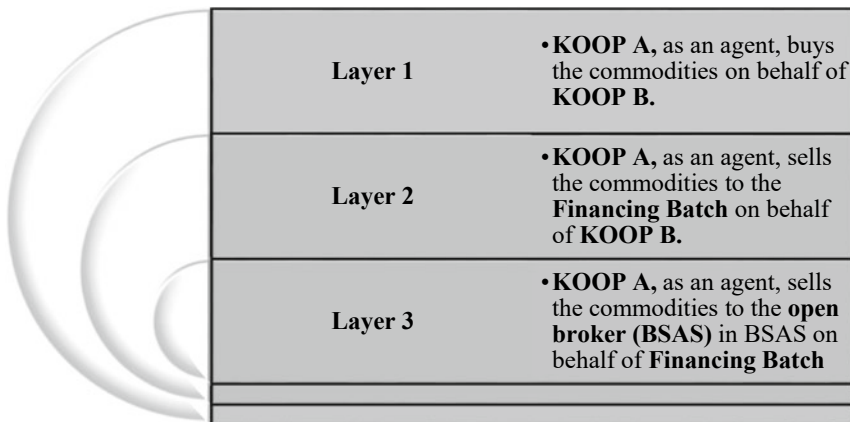 Layer 1
•KOOP A, as an agent, buys
the commodities on behalf of
KOOP B.
Layer 2
•KOOP A, as an agent, sells
the commodities to the
Financing Batch on behalf
of KOOP B.
Layer 3
•KOOP A, as an agent, sells
the commodities to the open
broker (BSAS) in BSAS on
behalf of Financing Batch